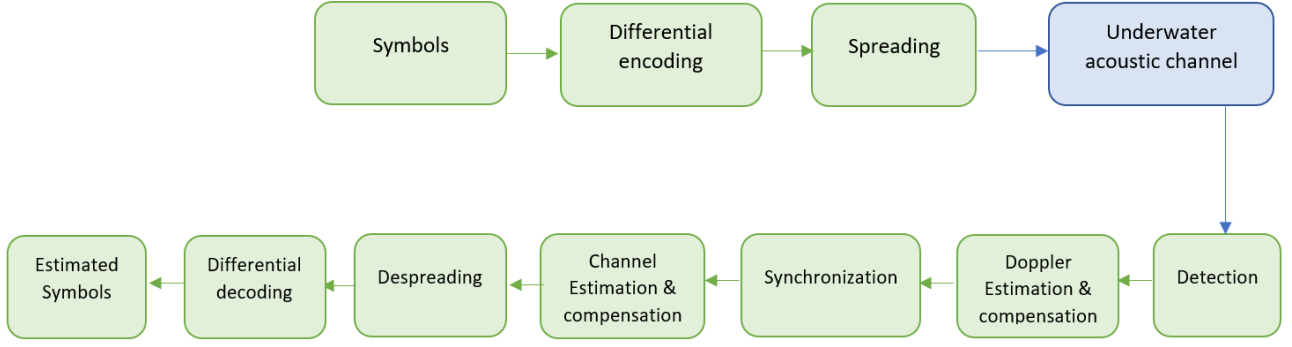 Symbols
Differential
encoding
Spreading
Underwater
acoustic channel
Estimated
Symbols
Differential
decoding
Despreading
Channel
Estimation &
compensation
Synchronization
Doppler
Estimation &
compensation
Detection